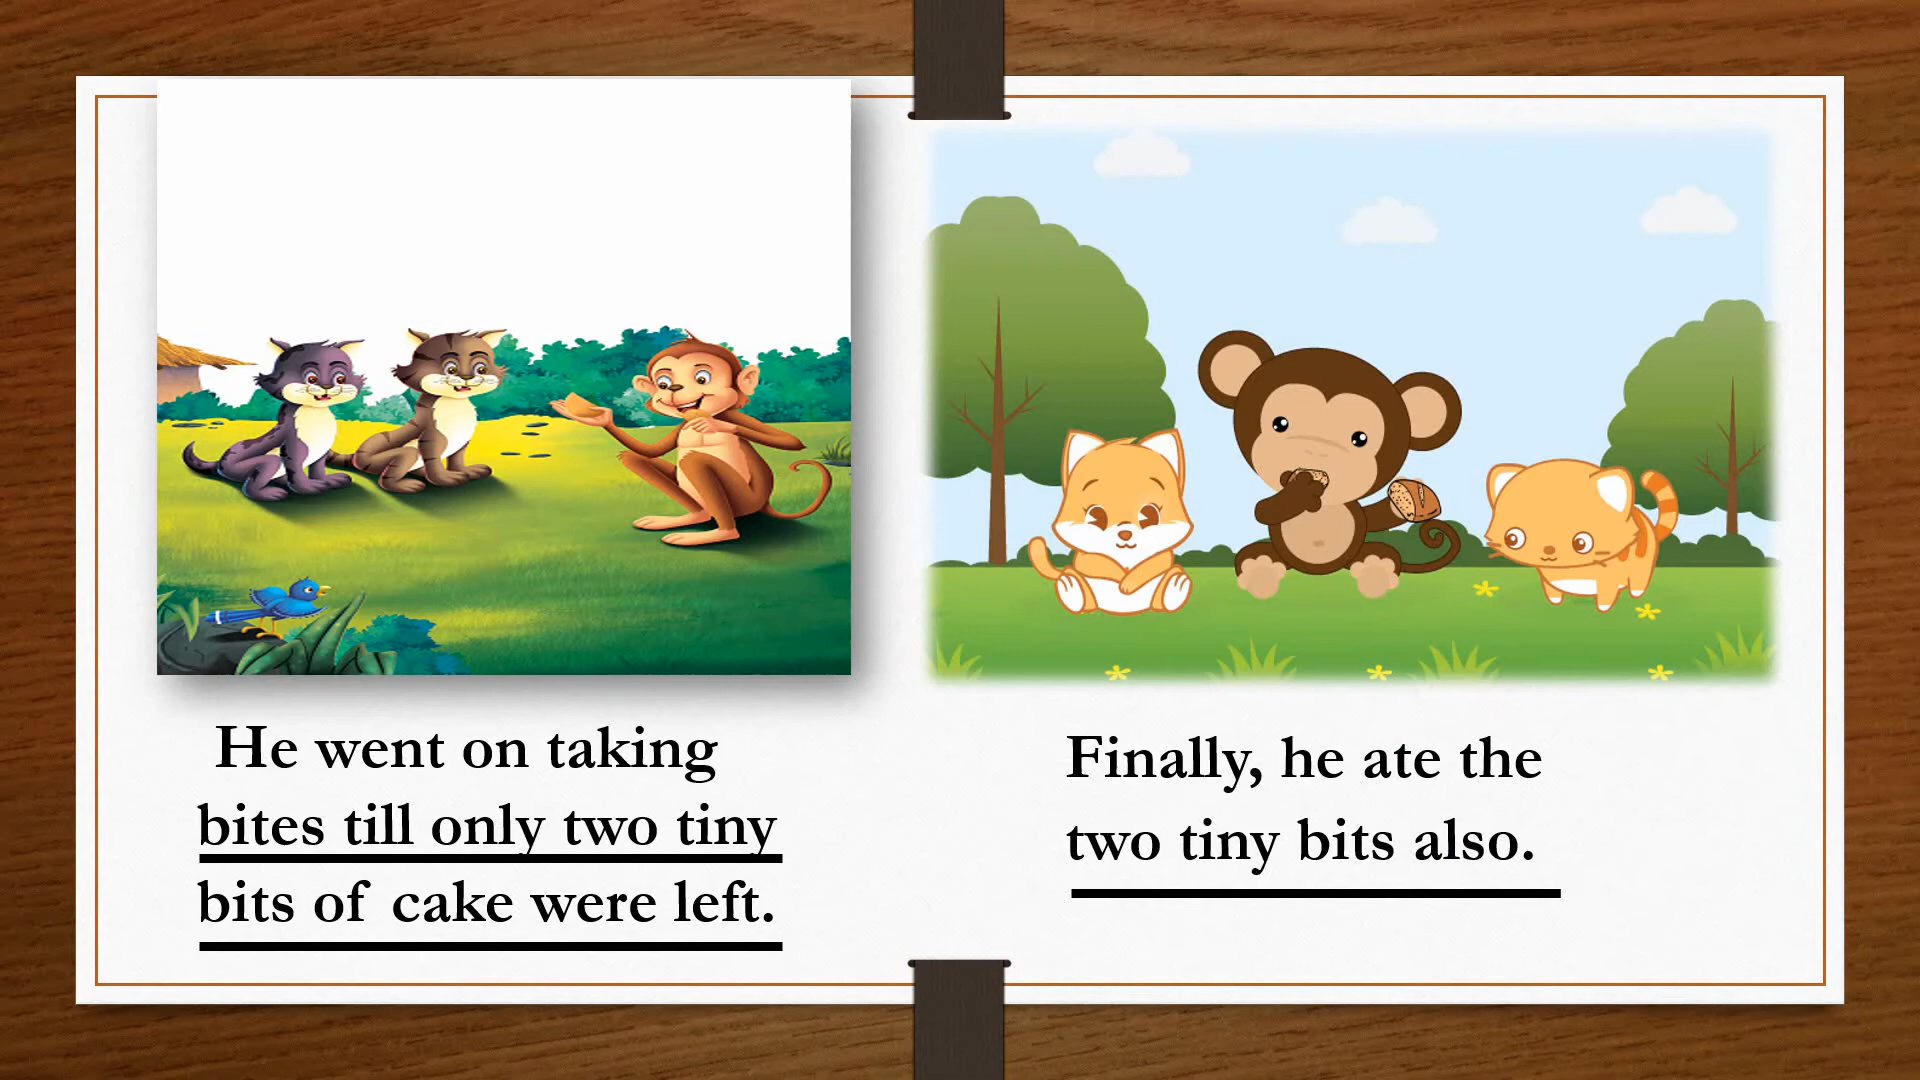 He went on taking
bites till only two tiny
bits of cake were left.
Finally, he ate the
two tiny bits also.